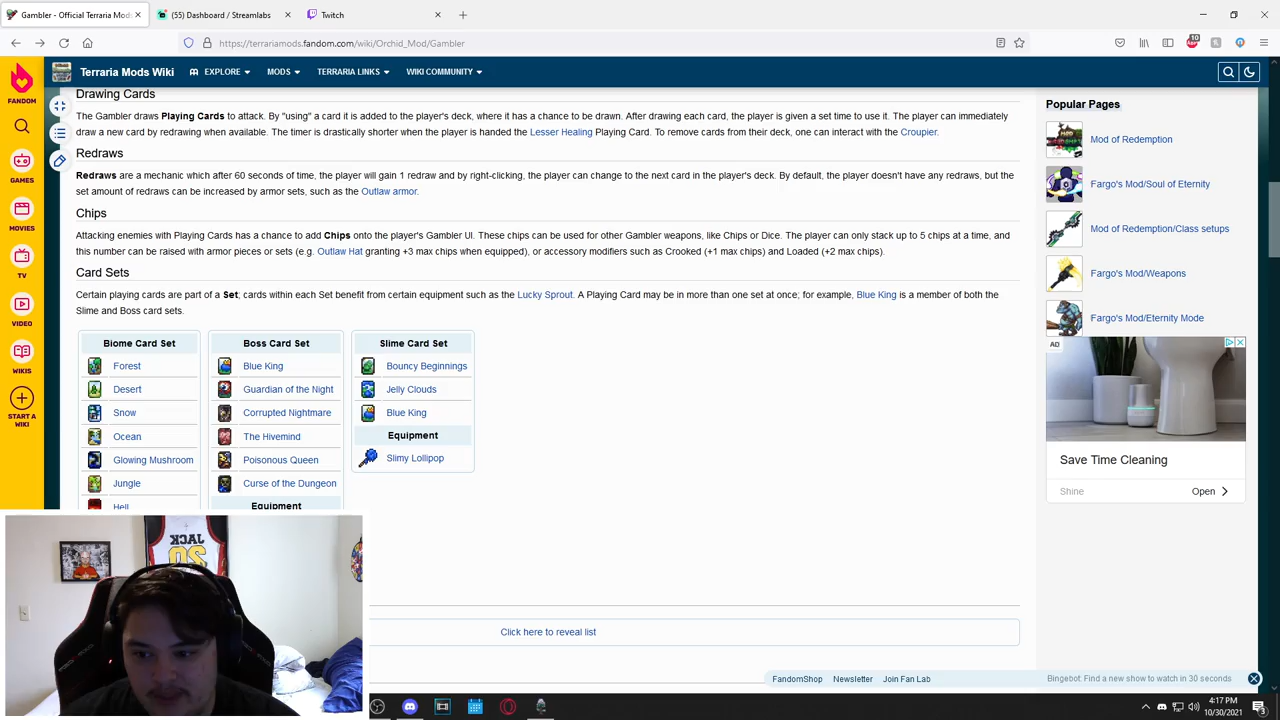 Gambler - Official Terraria Mod
(55) Dashboard / Streamlabs
Twitch
https://terrariamods.fandom.com/wiki/Orchid_Mod/Gambler
10
FANDOM
GAMES
MOVIES
TV
VIDEO
WIKIS
START A
WIKI
Terraria Mods Wiki
EXPLORE
MODS
TERRARIA LINKS
WIKI COMMUNITY
Drawing Cards
The Gambler draws Playing Cards to attack. By "using" a card it is added to the player's deck, where it has a chance to be drawn. After drawing each card, the player is given a set time to use it. The player can immediately
draw a new card by redrawing when available. The timer is drastically shorter when the player is handed the Lesser Healing Playing Card. To remove cards from their deck, one can interact with the Croupier.
Redraws
Redraws are a mechanic which after 60 seconds of time, the player will gain 1 redraw and by right-clicking, the player can change to the next card in the player's deck. By default, the player doesn't have any redraws, but the
set amount of redraws can be increased by armor sets, such as the Outlaw armor.
Chips
Attacking enemies with Playing Cards has a chance to add Chips onto the player's Gambler UI. These chips can be used for other Gambler weapons, like Chips or Dice. The player can only stack up to 5 chips at a time, and
this number can be raised with armor pieces or sets (e.g. Outlaw Hat granting +3 max chips when equipped), or accessory modifiers such as Crooked (+1 max chips) and Loaded (+2 max chips).
Card Sets
Certain playing cards are part of a Set; cards within each Set benefit from certain equipment such as the Lucky Sprout. A Playing Card may be in more than one set at once; for example, Blue King is a member of both the
Slime and Boss card sets.
Biome Card Set
Forest
Desert
Snow
Ocean
Glowing Mushroom
Jungle
Hell
Boss Card Set
Blue King
Guardian of the Night
Corrupted Nightmare
The Hivemind
Poisonous Queen
Curse of the Dungeon
Equipment
Slime Card Set
Bouncy Beginnings
Jelly Clouds
Blue King
Equipment
Slimy Lollipop
Click here to reveal list
Popular Pages
Mod of Redemption
Fargo's Mod/Soul of Eternity
Mod of Redemption/Class setups
Fargo's Mod/Weapons
Fargo's Mod/Eternity Mode
AD
Save Time Cleaning
Shine
Open
JACK
20
FandomShop
Newsletter
Join Fan Lab
Bingebot: Find a new show to watch in 30 seconds
4:17 PM
10/30/2021
3